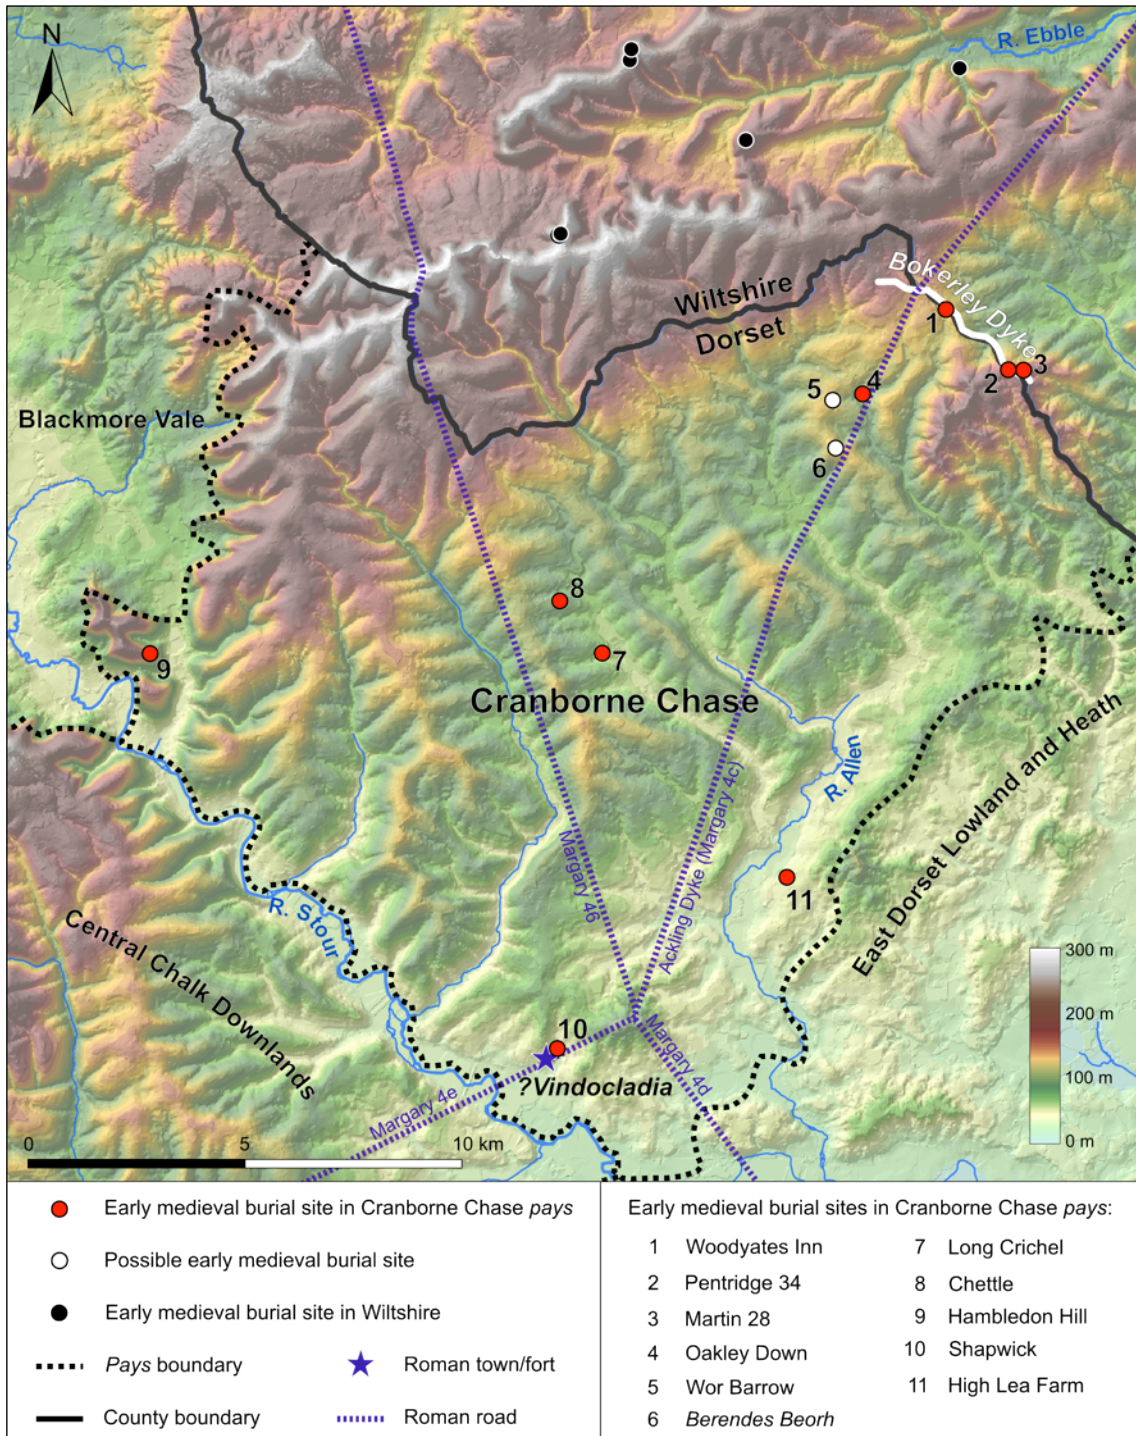 N
R. Ebble
Bokerley Dyke
Wiltshire
Dorset
1
2
3
4
5
6
Blackmore Vale
8
7
9
Cranborne Chase
R. Allen
Ackling Dyke (Margary 4c)
Margary 46
11
East Dorset Lowland and Heath
R. Stour
Central Chalk Downlands
10
?Vindocladia
Margary 4d
Margary 4e
300 m
200 m
100 m
0 m
0 5 10 km
Early medieval burial site in Cranborne Chase pays
Possible early medieval burial site
Early medieval burial site in Wiltshire
Pays boundary
Roman town/fort
County boundary
Roman road
Early medieval burial sites in Cranborne Chase pays:
1 Woodyates Inn
2 Pentridge 34
3 Martin 28
4 Oakley Down
5 Wor Barrow
6 Berendes Beorh
7 Long Crichel
8 Chettle
9 Hambledon Hill
10 Shapwick
11 High Lea Farm